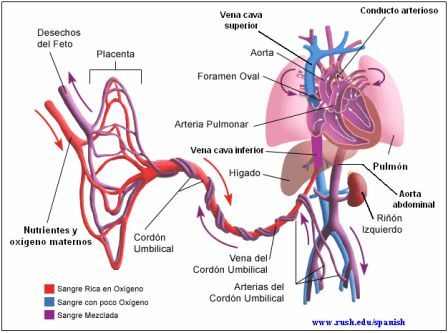 Desechos
del Feto
Placenta
Nutrientes y
oxígeno maternos
Cordón
Umbilical
Vena cava
superior
Conducto arterioso
Aorta
Foramen Oval
Arteria Pulmonar
Vena cava inferior
Hígado
Pulmón
Aorta
abdominal
Riñón
Izquierdo
Vena del
Cordón Umbilical
Arterias del
Cordón Umbilical
Sangre Rica en Oxígeno
Sangre con poco Oxígeno
Sangre Mezclada
www.rush.edu/spanish